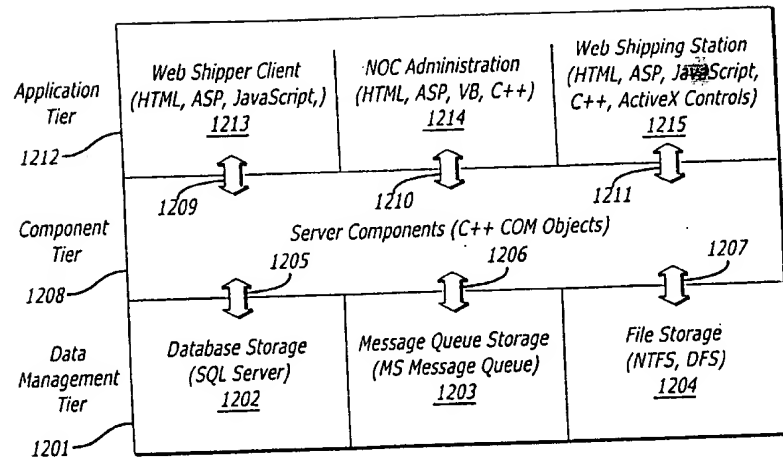 Application
Tier
1212
Web Shipper Client
(HTML, ASP, JavaScript,)
1213
NOC Administration
(HTML, ASP, VB, C++)
1214
Web Shipping Station
(HTML, ASP, JavaScript,
C++, ActiveX Controls)
1215
1209
1210
1211
Component
Tier
1208
Server Components (C++ COM Objects)
1205
1206
1207
Data
Management
Tier
1201
Database Storage
(SQL Server)
1202
Message Queue Storage
(MS Message Queue)
1203
File Storage
(NTFS, DFS)
1204